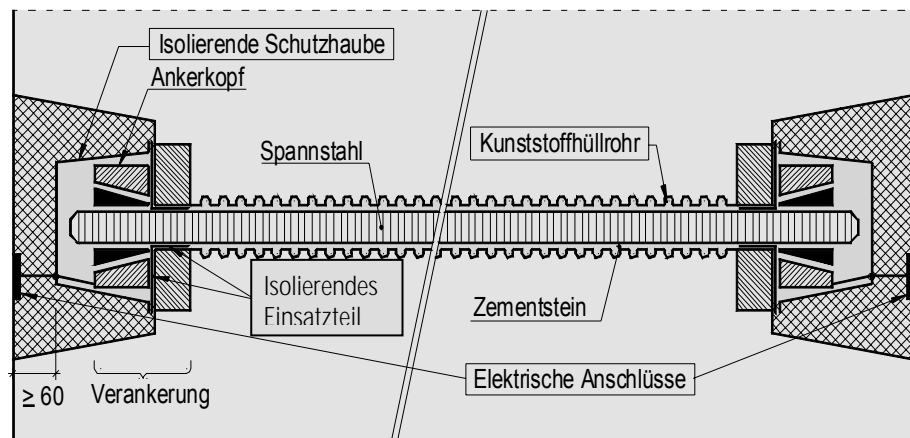 Isolierende Schutzhaube
Ankerkopf
Spannstahl
Kunststoffhüllrohr
Isolierendes
Einsatzteil
Zementstein
Elektrische Anschlüsse
≥ 60
Verankerung